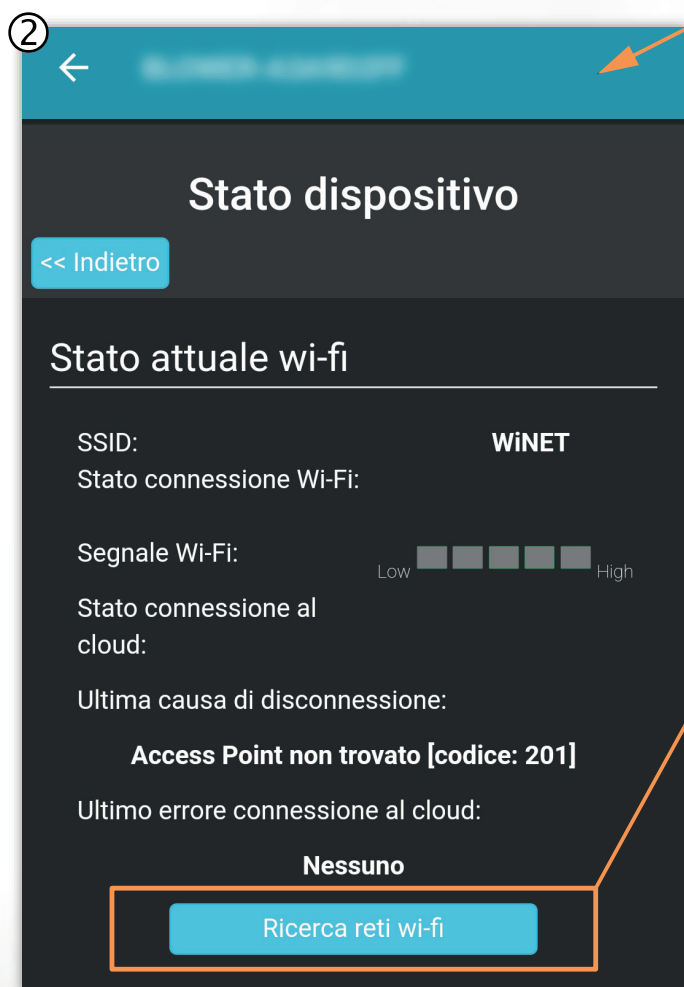 ②
Stato dispositivo
<< Indietro
Stato attuale wi-fi
SSID: WiNET
Stato connessione Wi-Fi:
Segnale Wi-Fi: Low High
Stato connessione al
cloud:
Ultima causa di disconnessione:
Access Point non trovato [codice: 201]
Ultimo errore connessione al cloud:
Nessuno
Ricerca reti wi-fi